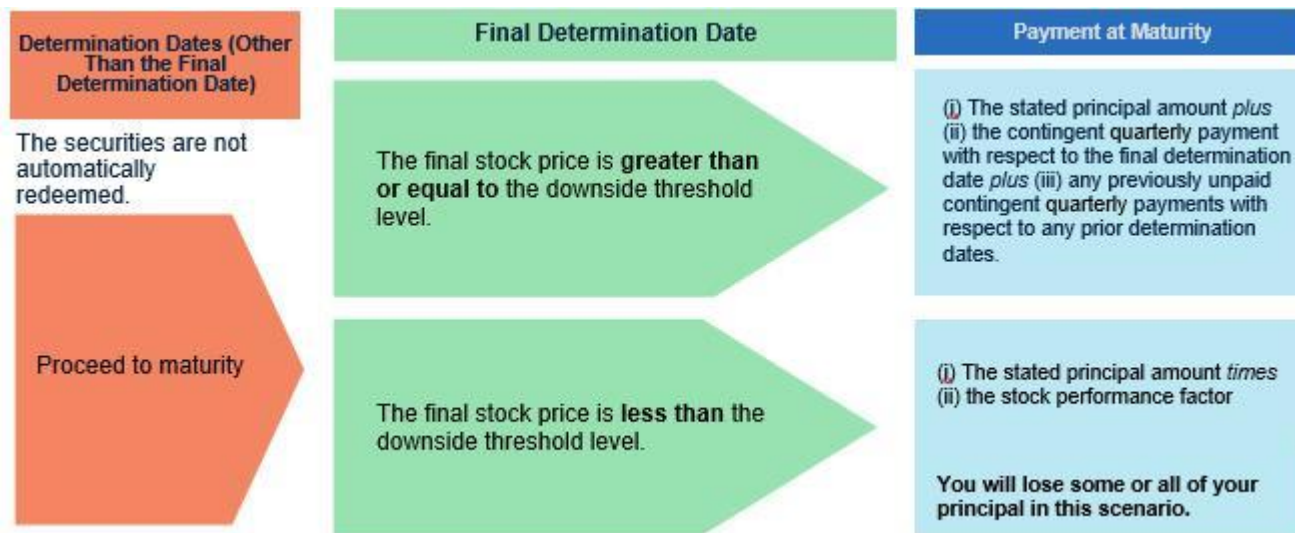 Determination Dates (Other
Than the Final
Determination Date)
The securities are not
automatically
redeemed.
Proceed to maturity
Final Determination Date
The final stock price is greater than
or equal to the downside threshold
level.
The final stock price is less than the
downside threshold level.
Payment at Maturity
(i) The stated principal amount plus
(ii) the contingent quarterly payment
with respect to the final determination
date plus (iii) any previously unpaid
contingent quarterly payments with
respect to any prior determination
dates.
(i) The stated principal amount times
(ii) the stock performance factor
You will lose some or all of your
principal in this scenario.